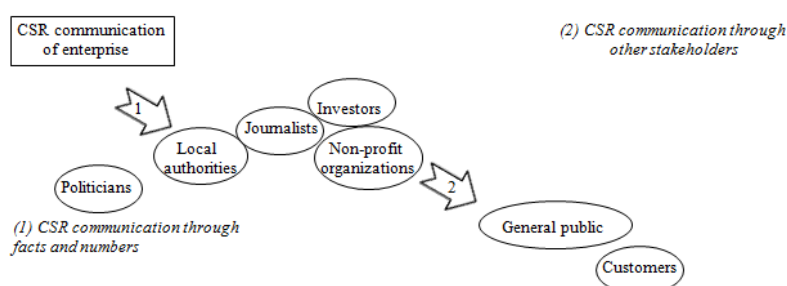 CSR communication
of enterprise
(2) CSR communication through
other stakeholders
1
Investors
Journalists
Local
authorities
Non-profit
organizations
Politicians
2
(1) CSR communication through
facts and numbers
General public
Customers